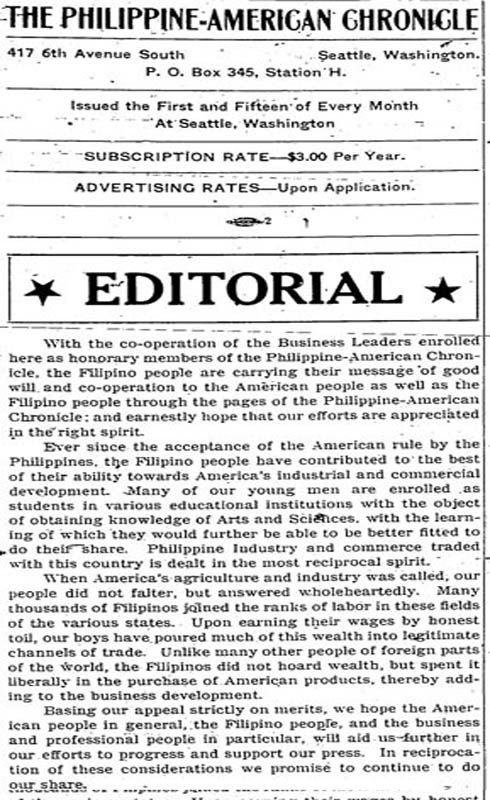 THE PHILIPPINE-AMERICAN CHRONICLE
417 6th Avenue South Seattle, Washington.
P. O. Box 345, Station H.
Issued the First and Fifteen of Every Month
At Seattle, Washington
SUBSCRIPTION RATE—$3.00 Per Year.
ADVERTISING RATES—Upon Application.
2
★ EDITORIAL ★
With the co-operation of the Business Leaders enrolled
here as honorary members of the Philippine-American Chron-
icle, the Filipino people are carrying their message of good
will and co-operation to the American people as well as the
Filipino people through the pages of the Philippine-American
Chronicle; and earnestly hope that our efforts are appreciated
in the right spirit.
Ever since the acceptance of the American rule by the
Philippines, the Filipino people have contributed to the best
of their ability towards America's industrial and commercial
development. Many of our young men are enrolled as
students in various educational institutions with the object
of obtaining knowledge of Arts and Sciences, with the learn-
ing of which they would further be able to be better fitted to
do their share. Philippine Industry and commerce traded
with this country is dealt in the most reciprocal spirit.
When America's agriculture and industry was called, our
people did not falter, but answered wholeheartedly. Many
thousands of Filipinos joined the ranks of labor in these fields
of the various states. Upon earning their wages by honest
toil, our boys have poured much of this wealth into legitimate
channels of trade. Unlike many other people of foreign parts
of the world, the Filipinos did not hoard wealth, but spent it
liberally in the purchase of American products, thereby add-
ing to the business development.
Basing our appeal strictly on merits, we hope the Amer-
ican people in general, the Filipino people, and the business
and professional people in particular, will aid us further in
our efforts to progress and support our press. In reciproca-
tion of these considerations we promise to continue to do
our share.